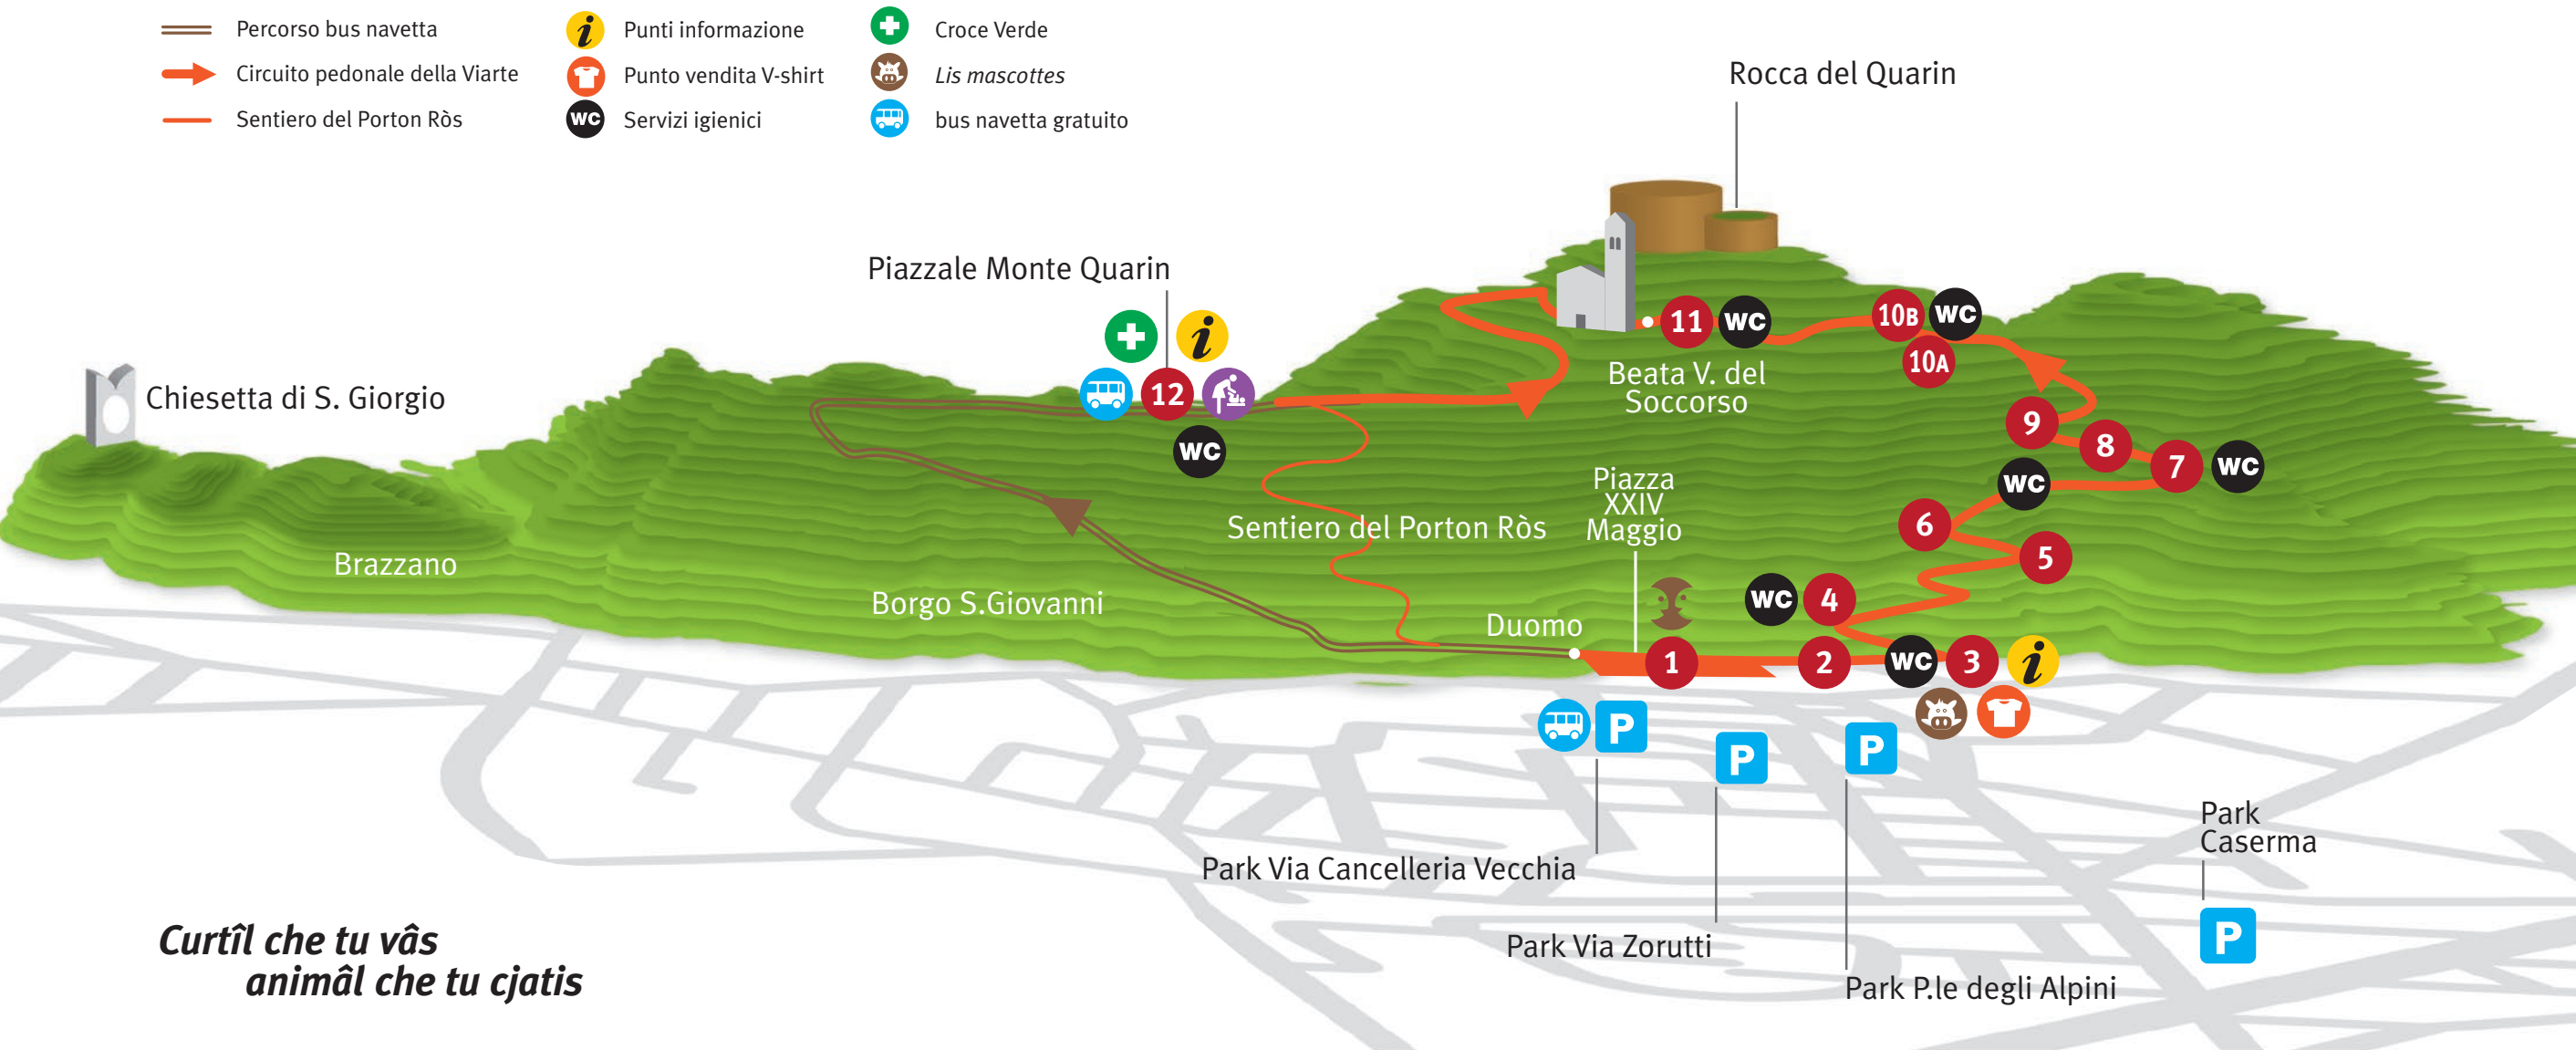 Percorso bus navetta
Circuito pedonale della Viarte
Sentiero del Porton Ròs
i
Punti informazione
Punto vendita V-shirt
WC
Servizi igienici
Croce Verde
Lis mascottes
bus navetta gratuito
Rocca del Quarin
Piazzale Monte Quarin
i
12
WC
Chiesetta di S. Giorgio
11
WC
10B
WC
10A
Beata V. del
Soccorso
9
8
7
WC
WC
Piazza
XXIV
Maggio
6
5
Sentiero del Porton Ròs
Brazzano
Borgo S.Giovanni
WC
4
Duomo
1
2
WC
3
i
P
P
P
Park
Caserma
Park Via Cancelleria Vecchia
P
Park Via Zorutti
Park P.le degli Alpini
Curtîl che tu vâs
animâl che tu cjatis